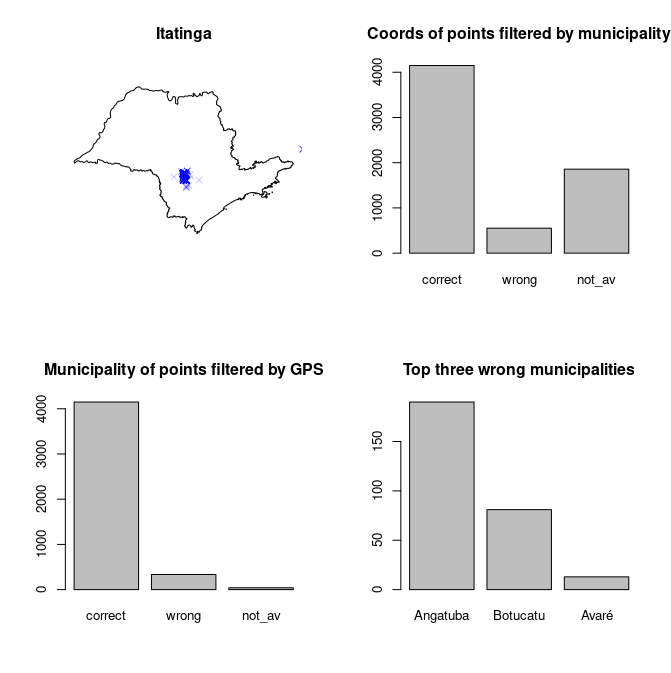 Itatinga
Coords of points filtered by municipality
4000
3000
2000
1000
0
correct wrong not_av
Municipality of points filtered by GPS
4000
3000
2000
1000
0
correct wrong not_av
Top three wrong municipalities
150
100
50
0
Angatuba Botucatu Avaré